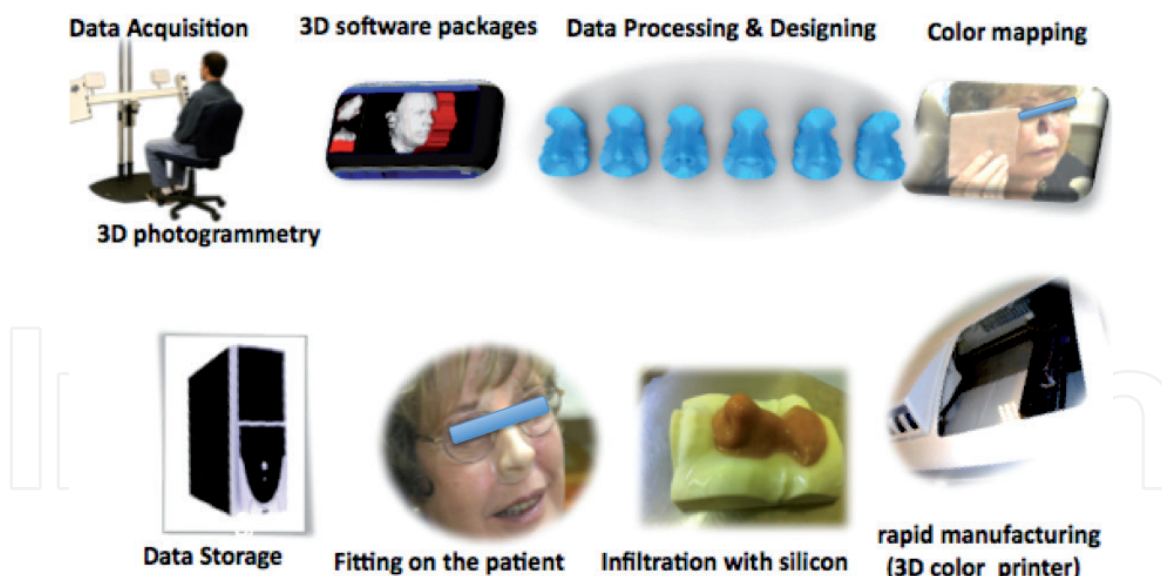 Data Acquisition
3D software packages
Data Processing & Designing
Color mapping
3D photogrammetry
Data Storage
Fitting on the patient
Infiltration with silicon
rapid manufacturing
(3D color printer)